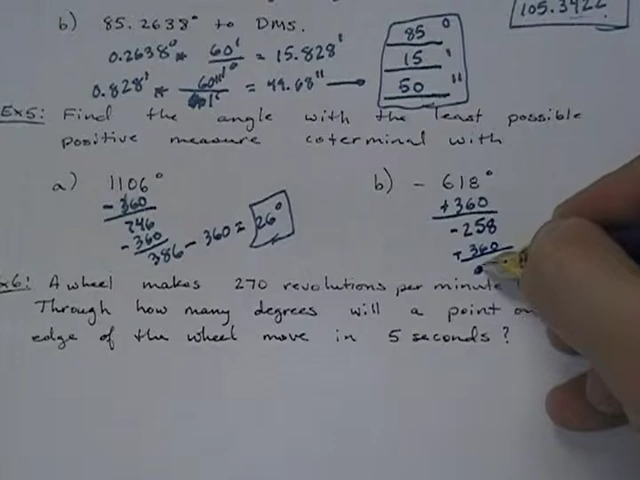 105.3922
b) 85.2638° to DMS.
0.2638° * 60'/1° = 15.828'
0.828' * 60"/1' = 49.68" → 85° 15' 50"
Ex5: Find the angle with the least possible
positive measure coterminal with
a) 1106°
- 360
746
- 360
386 - 360 = 26°
b) - 618°
+ 360
- 258
+ 360
x6: A wheel makes 270 revolutions per minute
Through how many degrees will a point on
edge of the wheel move in 5 seconds?